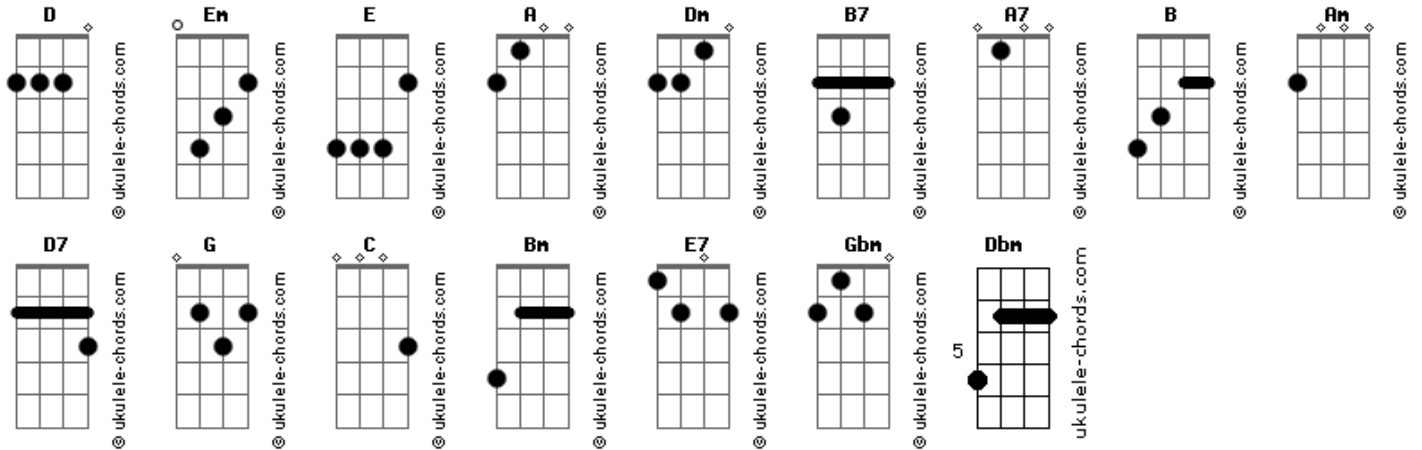 D Em E A Dm B7 A7 B Am
© ukulele-chords.com © ukulele-chords.com © ukulele-chords.com © ukulele-chords.com © ukulele-chords.com © ukulele-chords.com © ukulele-chords.com © ukulele-chords.com © ukulele-chords.com
D7 G C Bm E7 Gbm Dbm
5
© ukulele-chords.com © ukulele-chords.com © ukulele-chords.com © ukulele-chords.com © ukulele-chords.com © ukulele-chords.com ukulele-chords.com